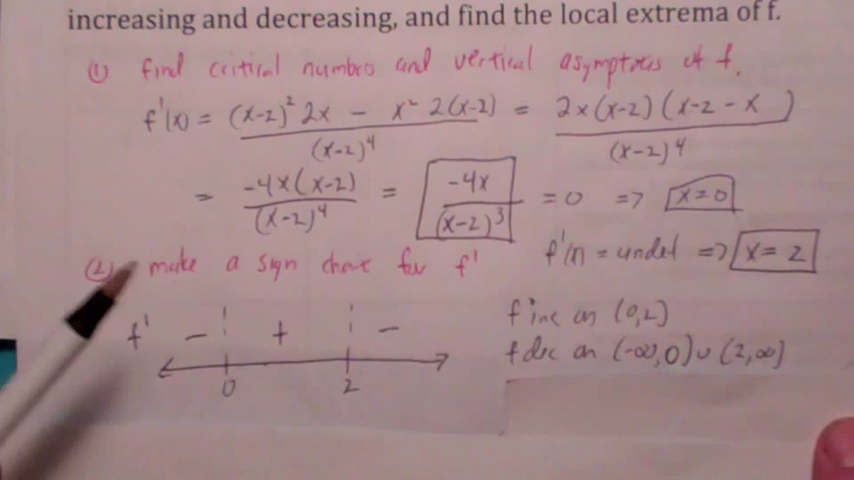 increasing and decreasing, and find the local extrema of f.
(1) find critical numbers and vertical asymptotes of f.
f'(x) = (x-2)² 2x - x² 2(x-2) / (x-2)⁴ = 2x(x-2)(x-2-x) / (x-2)⁴
= -4x(x-2) / (x-2)⁴ = -4x / (x-2)³ = 0 => x=0
f'(x) = undef => x=2
(2) make a sign chart for f'
f' - + -
0 2
f inc on (0,2)
f dec on (-∞,0)∪(2,∞)